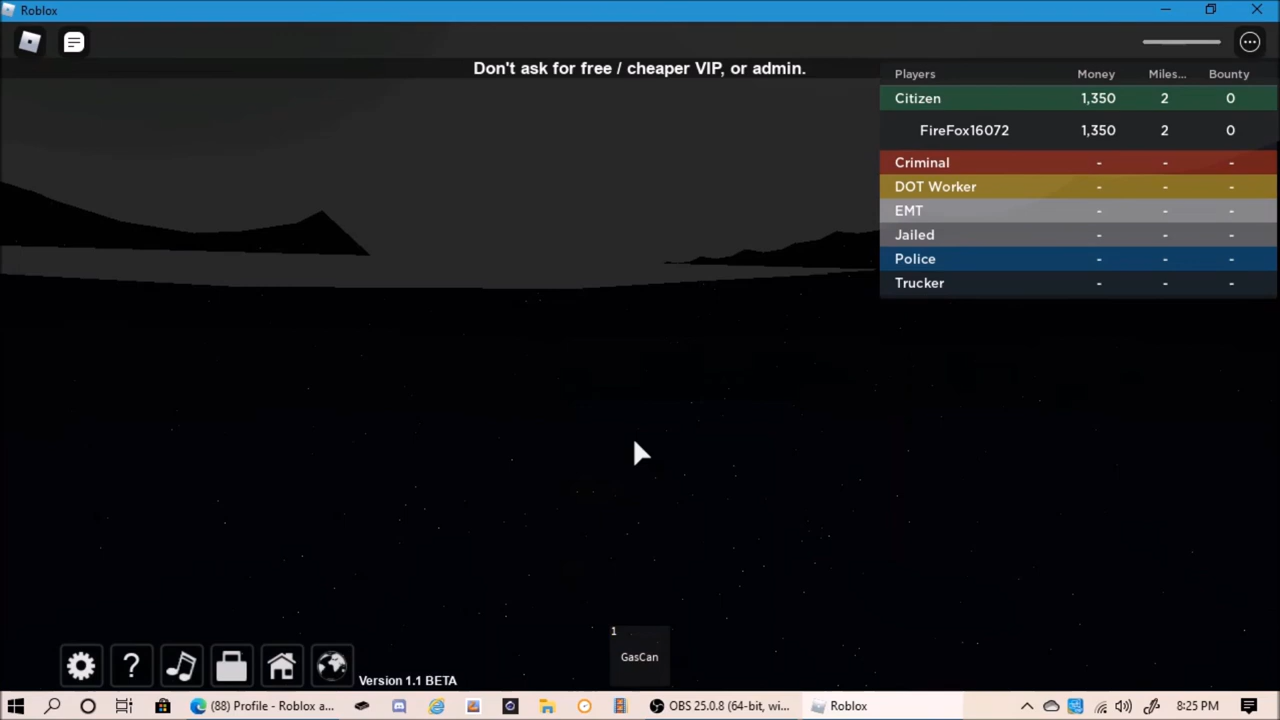 Roblox
Don't ask for free / cheaper VIP, or admin.
Players Money Miles... Bounty
Citizen 1,350 2 0
FireFox16072 1,350 2 0
Criminal - - -
DOT Worker - - -
EMT - - -
Jailed - - -
Police - - -
Trucker - - -
1
GasCan
?
Version 1.1 BETA
(88) Profile - Roblox a...
OBS 25.0.8 (64-bit, wi...
Roblox
8:25 PM